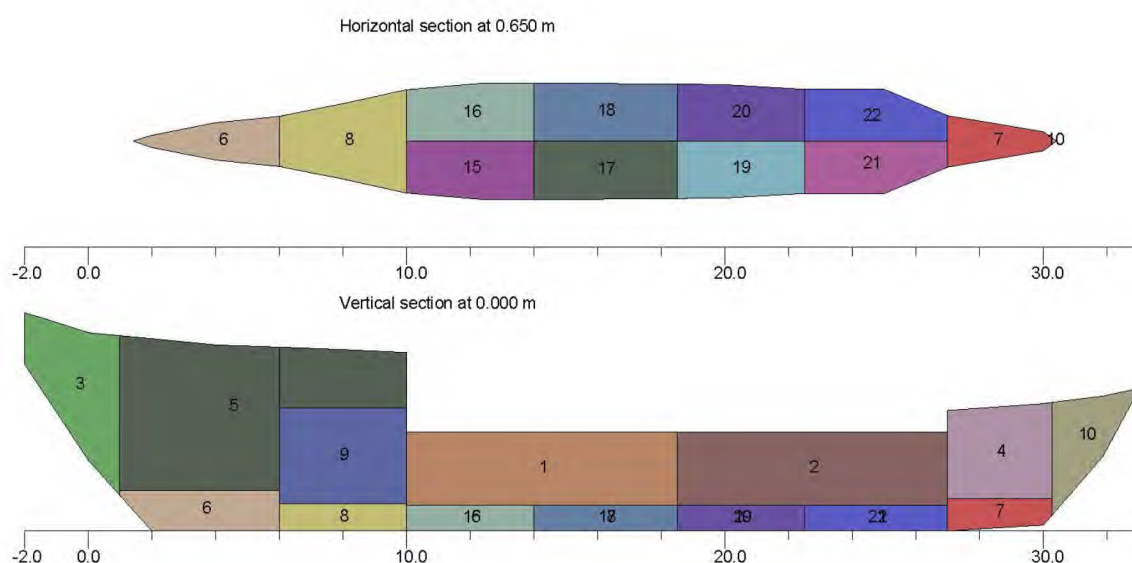 Horizontal section at 0.650 m
16 18 20 22
6 8 7 10
15 17 19 21
-2.0 0.0 10.0 20.0 30.0
Vertical section at 0.000 m
3 5 9 4 10
1 2
6 8 7
-2.0 0.0 10.0 20.0 30.0